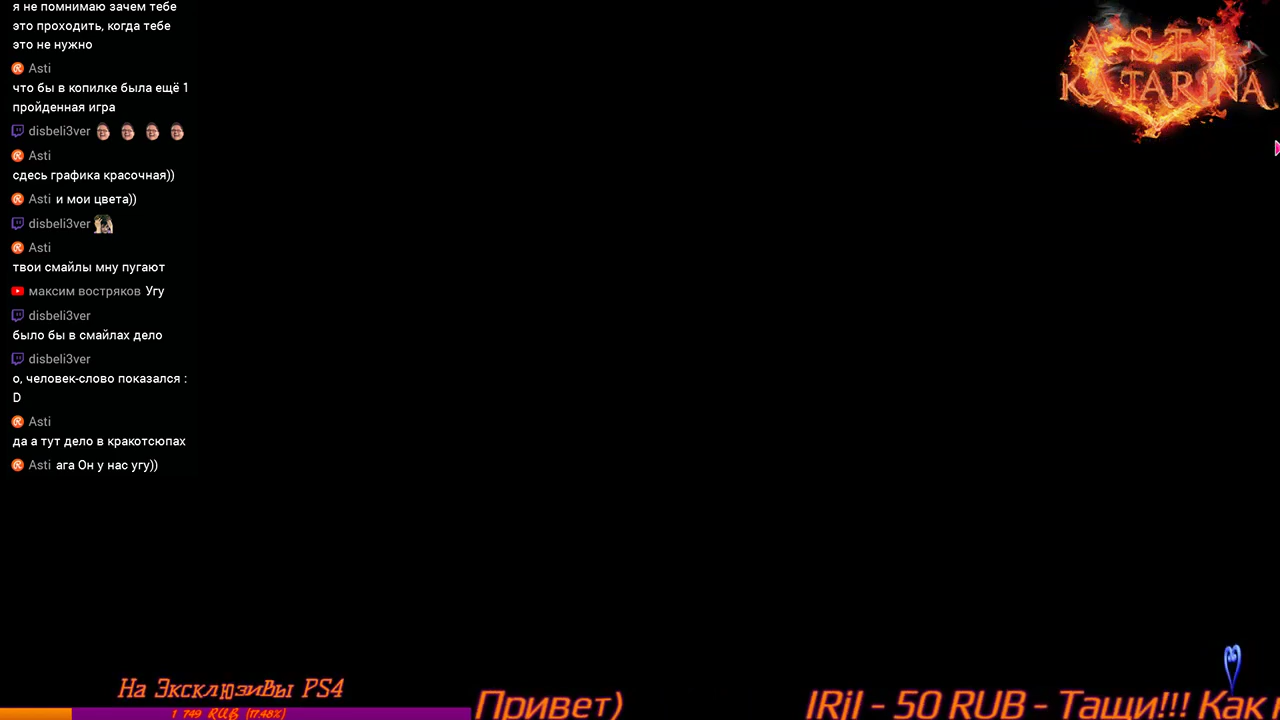 я не помнимаю зачем тебе
это проходить, когда тебе
это не нужно
Asti
что бы в копилке была ещё 1
пройденная игра
disbeli3ver
Asti
сдесь графика красочная))
Asti и мои цвета))
disbeli3ver
Asti
твои смайлы мну пугают
максим востряков Угу
disbeli3ver
было бы в смайлах дело
disbeli3ver
о, человек-слово показался :
D
Asti
да а тут дело в кракотсюпах
Asti ага Он у нас угу))
ASTI
KATARINA
На Эксклюзивы PS4
1 749 RUB (17.48%)
Привет)
IRiI - 50 RUB - Тащи!!! Как